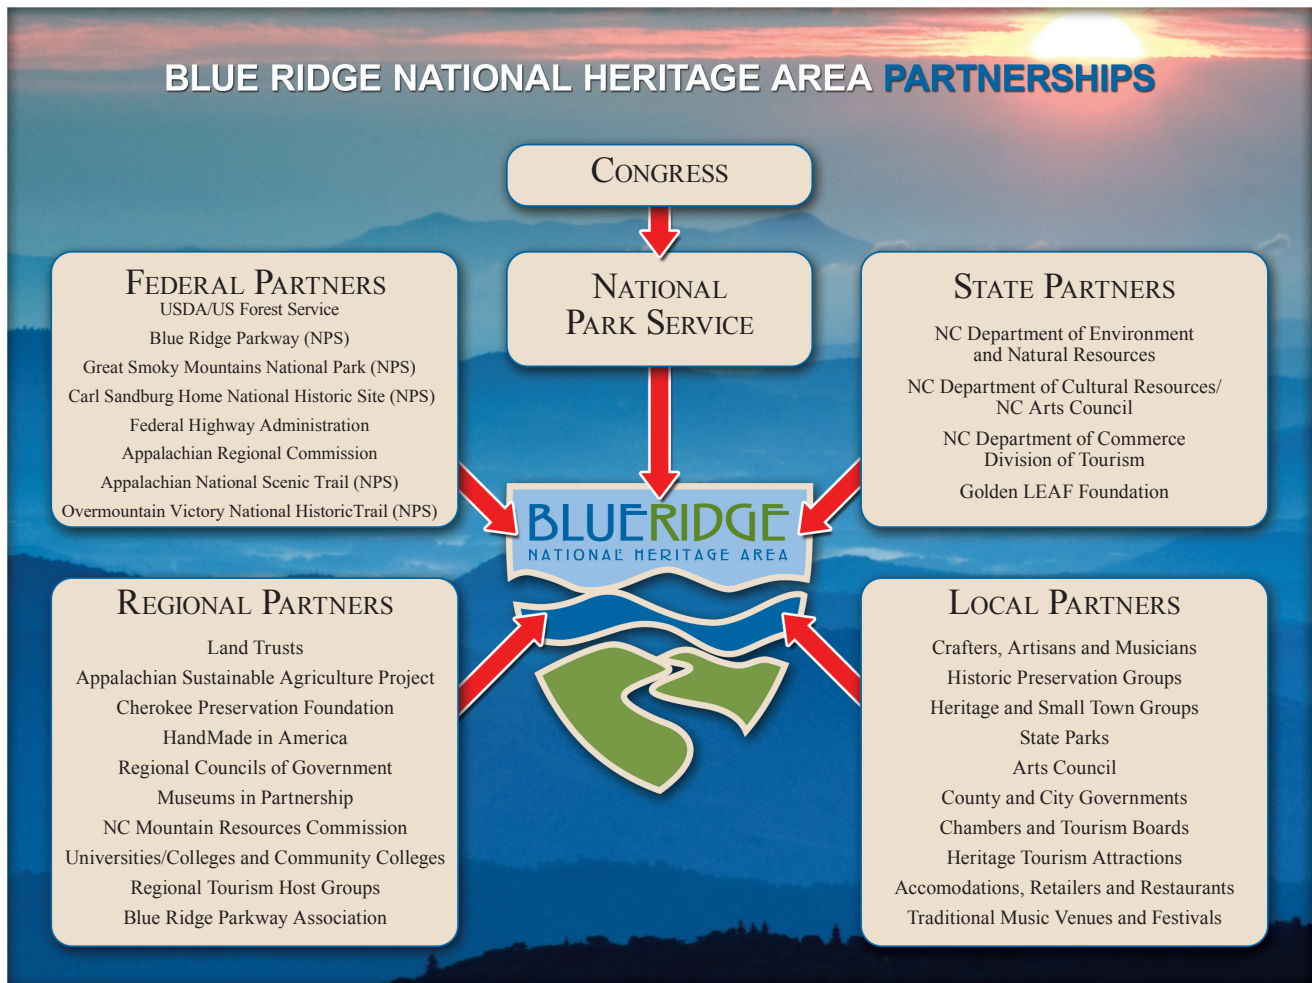 BLUE RIDGE NATIONAL HERITAGE AREA PARTNERSHIPS
CONGRESS
NATIONAL
PARK SERVICE
FEDERAL PARTNERS
USDA/US Forest Service
Blue Ridge Parkway (NPS)
Great Smoky Mountains National Park (NPS)
Carl Sandburg Home National Historic Site (NPS)
Federal Highway Administration
Appalachian Regional Commission
Appalachian National Scenic Trail (NPS)
Overmountain Victory National HistoricTrail (NPS)
STATE PARTNERS
NC Department of Environment
and Natural Resources
NC Department of Cultural Resources/
NC Arts Council
NC Department of Commerce
Division of Tourism
Golden LEAF Foundation
BLUERIDGE
NATIONAL HERITAGE AREA
REGIONAL PARTNERS
Land Trusts
Appalachian Sustainable Agriculture Project
Cherokee Preservation Foundation
HandMade in America
Regional Councils of Government
Museums in Partnership
NC Mountain Resources Commission
Universities/Colleges and Community Colleges
Regional Tourism Host Groups
Blue Ridge Parkway Association
LOCAL PARTNERS
Crafters, Artisans and Musicians
Historic Preservation Groups
Heritage and Small Town Groups
State Parks
Arts Council
County and City Governments
Chambers and Tourism Boards
Heritage Tourism Attractions
Accomodations, Retailers and Restaurants
Traditional Music Venues and Festivals